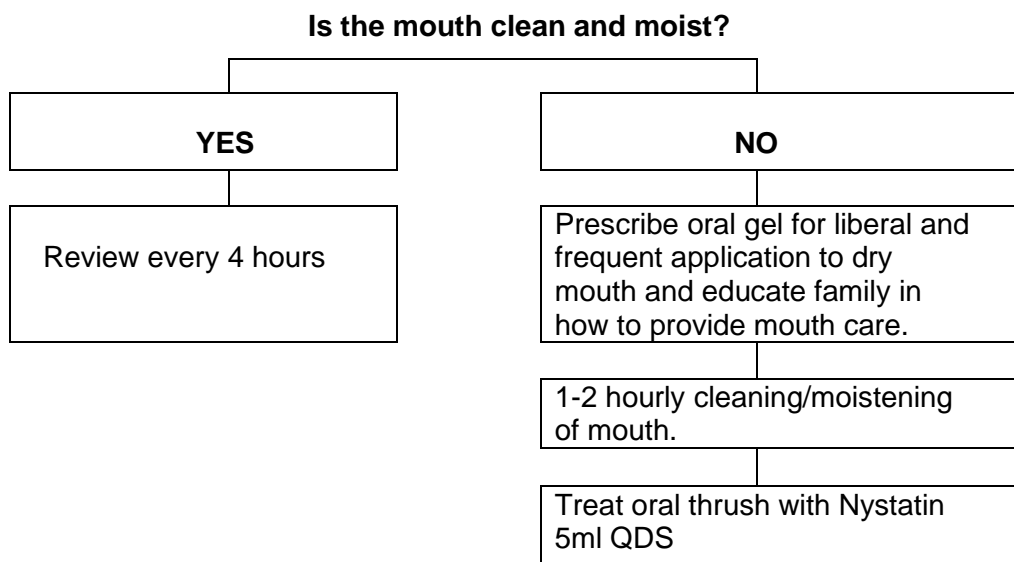 Is the mouth clean and moist?
YES
NO
Review every 4 hours
Prescribe oral gel for liberal and
frequent application to dry
mouth and educate family in
how to provide mouth care.
1-2 hourly cleaning/moistening
of mouth.
Treat oral thrush with Nystatin
5ml QDS